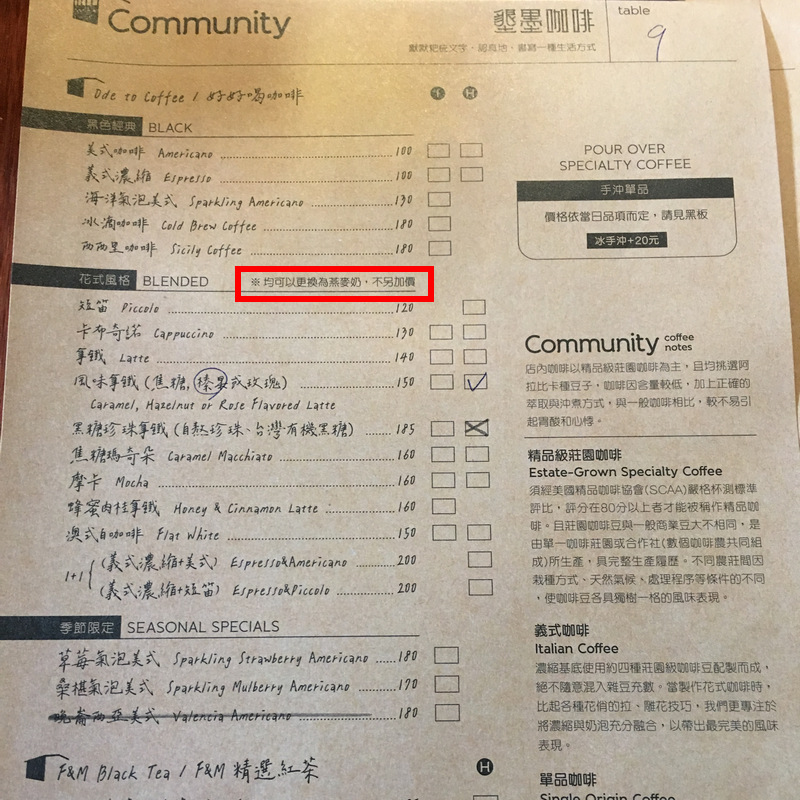 Community
墾墨咖啡
默默把梳文字，認真地，書寫一種生活方式
table
9
Ode to Coffee / 好好喝咖啡
I H
黑色經典 BLACK
美式咖啡 Americano 100
義式濃縮 Espresso 100
海洋氣泡美式 Sparkling Americano 130
冰滴咖啡 Cold Brew Coffee 180
西西里咖啡 Sicily Coffee 180
花式風格 BLENDED ※ 均可以更換為燕麥奶，不另加價
短笛 Piccolo 120
卡布奇諾 Cappuccino 130
拿鐵 Latte 140
風味拿鐵 (焦糖, 榛果或玫瑰) 150
Caramel, Hazelnut or Rose Flavored Latte
黑糖珍珠拿鐵 (自熬珍珠、台灣有機黑糖) 185
焦糖瑪奇朵 Caramel Macchiato 160
摩卡 Mocha 160
蜂蜜肉桂拿鐵 Honey & Cinnamon Latte 160
澳式白咖啡 Flat White 150
1+1 { (義式濃縮+美式) Espresso&Americano 200
(義式濃縮+短笛) Espresso&Piccolo 200
季節限定 SEASONAL SPECIALS
草莓氣泡美式 Sparkling Strawberry Americano 180
桑椹氣泡美式 Sparkling Mulberry Americano 170
晚崙西亞美式 Valencia Americano 180
F&M Black Tea / F&M 精選紅茶
H
POUR OVER
SPECIALTY COFFEE
手沖單品
價格依當日品項而定，請見黑板
冰手沖+20元
Community coffee notes
店內咖啡以精品級莊園咖啡為主，且均挑選阿
拉比卡種豆子，咖啡因含量較低，加上正確的
萃取與沖煮方式，與一般咖啡相比，較不易引
起胃酸和心悸。
精品級莊園咖啡
Estate-Grown Specialty Coffee
須經美國精品咖啡協會(SCAA)嚴格杯測標準
評比，評分在80分以上者才能被稱作精品咖
啡。且莊園咖啡豆與一般商業豆大不相同，是
由單一咖啡莊園或合作社(數個咖啡農共同組
成)所生產，具完整生產履歷。不同農莊間因
栽種方式、天然氣候、處理程序等條件的不同
，使咖啡豆各具獨樹一格的風味表現。
義式咖啡
Italian Coffee
濃縮基底使用約四種莊園級咖啡豆配製而成，
絕不隨意混入雜豆充數。當製作花式咖啡時，
比起各種花俏的拉、雕花技巧，我們更專注於
將濃縮與奶泡充分融合，以帶出最完美的風味
表現。
單品咖啡
Single Origin Coffee